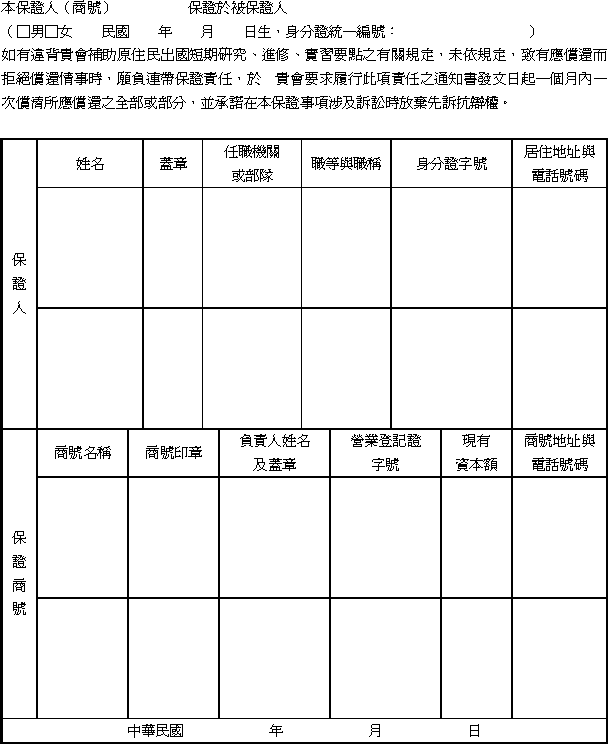 本保證人（商號）　　　　　保證於被保證人
（□男□女　　民國　　年　　月　　日生，身分證統一編號：　　　　　　　　　）
如有違背貴會補助原住民出國短期研究、進修、實習要點之有關規定，未依規定，致有應償還而
拒絕償還情事時，願負連帶保證責任，於　貴會要求履行此項責任之通知書發文日起一個月內一
次償清所應償還之全部或部分，並承諾在本保證事項涉及訴訟時放棄先訴抗辯權。
姓名　蓋章　任職機關　職等與職稱　身分證字號　居住地址與
或部隊　電話號碼
保
證
人
商號名稱　商號印章　負責人姓名　營業登記證　現有　商號地址與
及蓋章　字號　資本額　電話號碼
保
證
商
號
中華民國　　　　　年　　　　　月　　　　　日